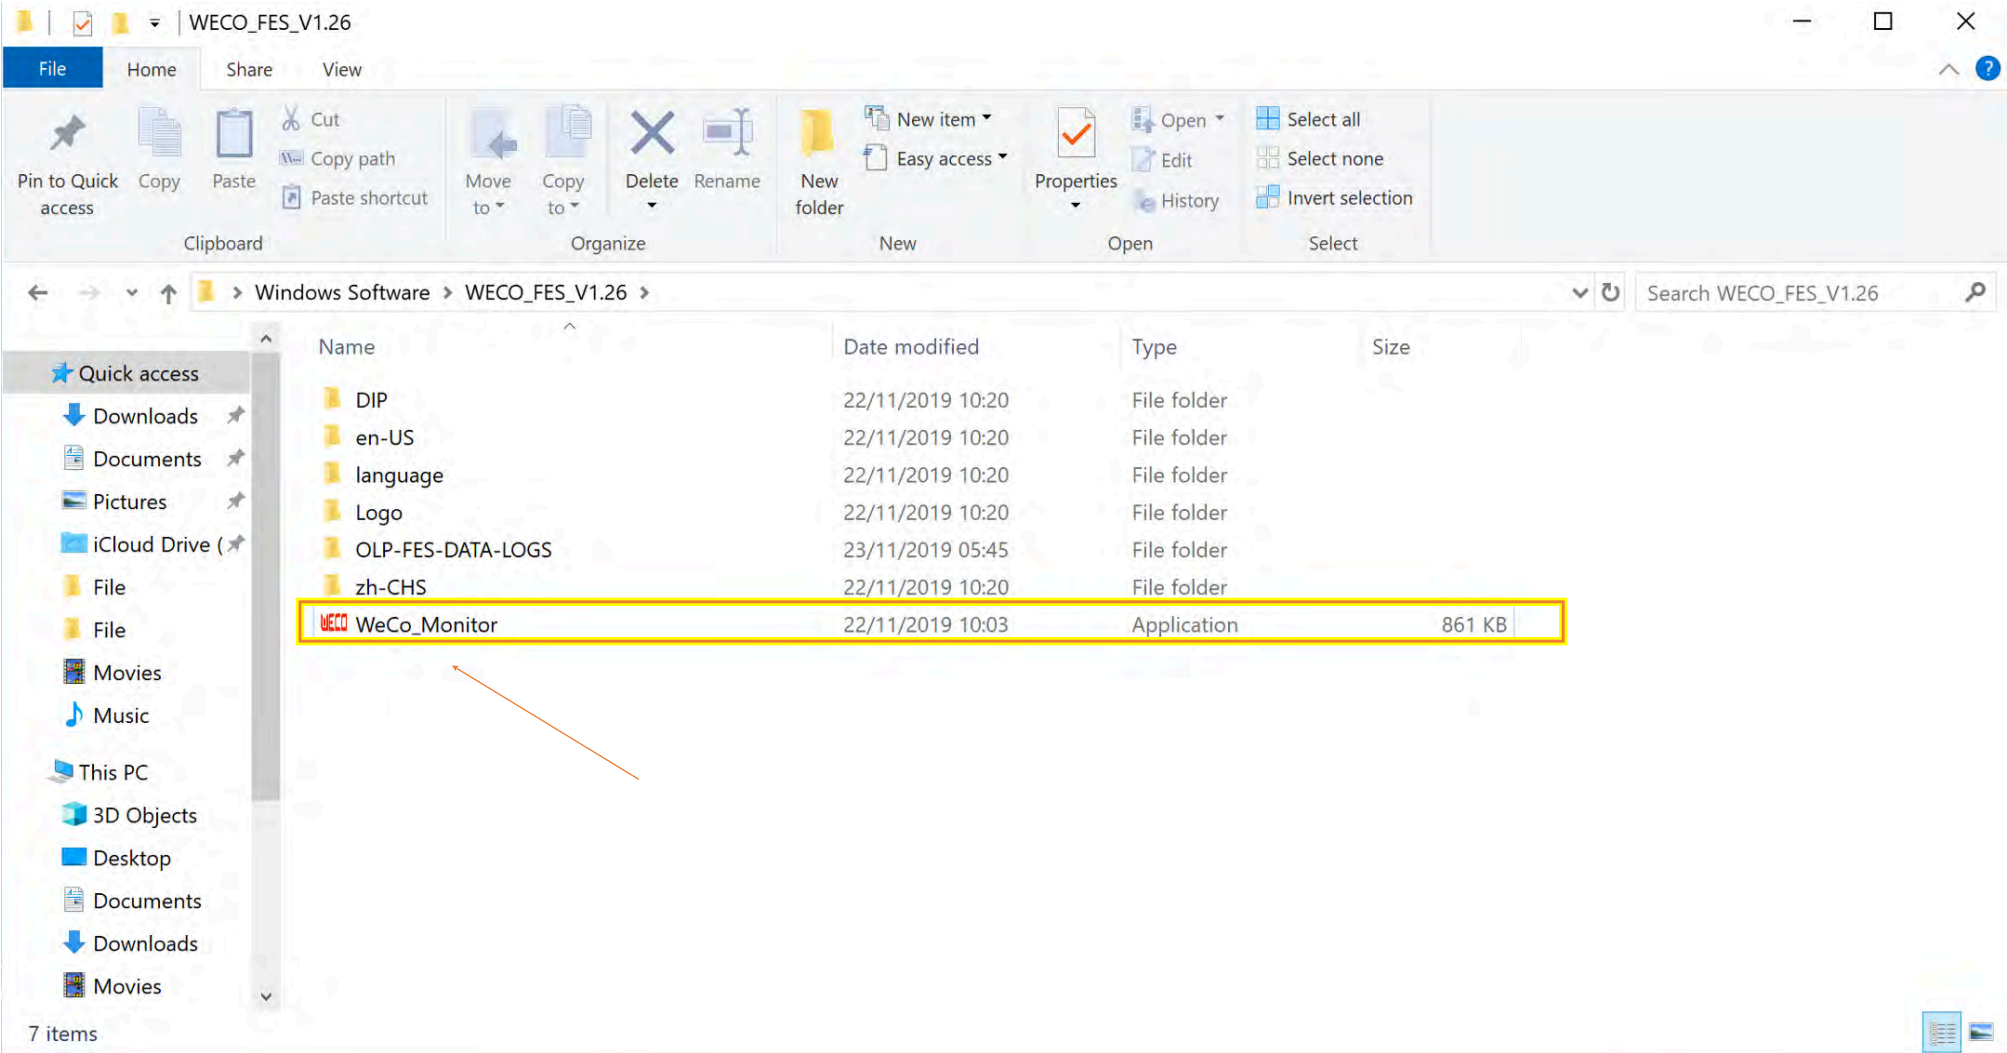 WECO_FES_V1.26
File Home Share View
Pin to Quick access
Copy
Paste
Cut
Copy path
Paste shortcut
Clipboard
Move to
Copy to
Delete
Rename
Organize
New folder
New item
Easy access
New
Properties
Open
Edit
History
Open
Select all
Select none
Invert selection
Select
Windows Software > WECO_FES_V1.26 >
Search WECO_FES_V1.26
Quick access
Downloads
Documents
Pictures
iCloud Drive (
File
File
Movies
Music
This PC
3D Objects
Desktop
Documents
Downloads
Movies
Name Date modified Type Size
DIP 22/11/2019 10:20 File folder
en-US 22/11/2019 10:20 File folder
language 22/11/2019 10:20 File folder
Logo 22/11/2019 10:20 File folder
OLP-FES-DATA-LOGS 23/11/2019 05:45 File folder
zh-CHS 22/11/2019 10:20 File folder
WECO WeCo_Monitor 22/11/2019 10:03 Application 861 KB
7 items